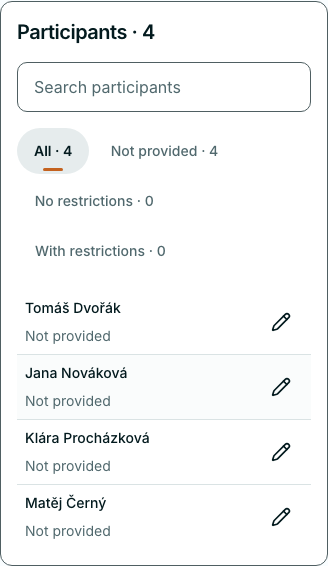 Participants · 4
Search participants
All · 4
Not provided · 4
No restrictions · 0
With restrictions · 0
Tomáš Dvořák
Not provided
Jana Nováková
Not provided
Klára Procházková
Not provided
Matěj Černý
Not provided